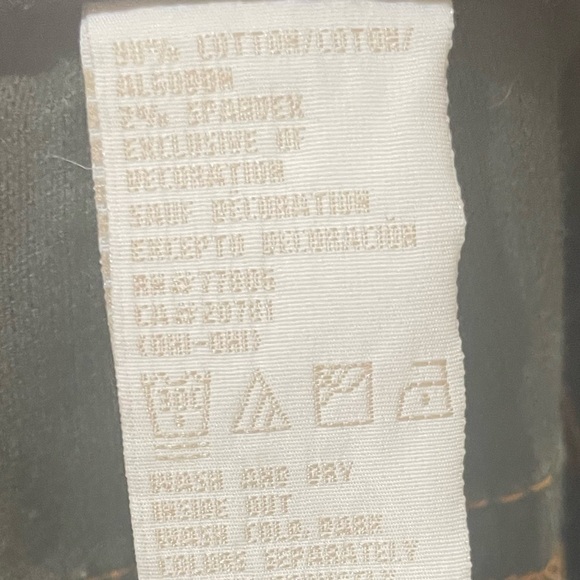 98% COTTON/COTON/
ALGODON
2% SPANDEX
EXCLUSIVE OF
DECORATION
SAUF DECORATION
EXCEPTO DECORACIÓN
RN#77806
CA#20781
30C
WASH AND DRY
INSIDE OUT
WASH COLD. DARK
COLORS SEPARATELY